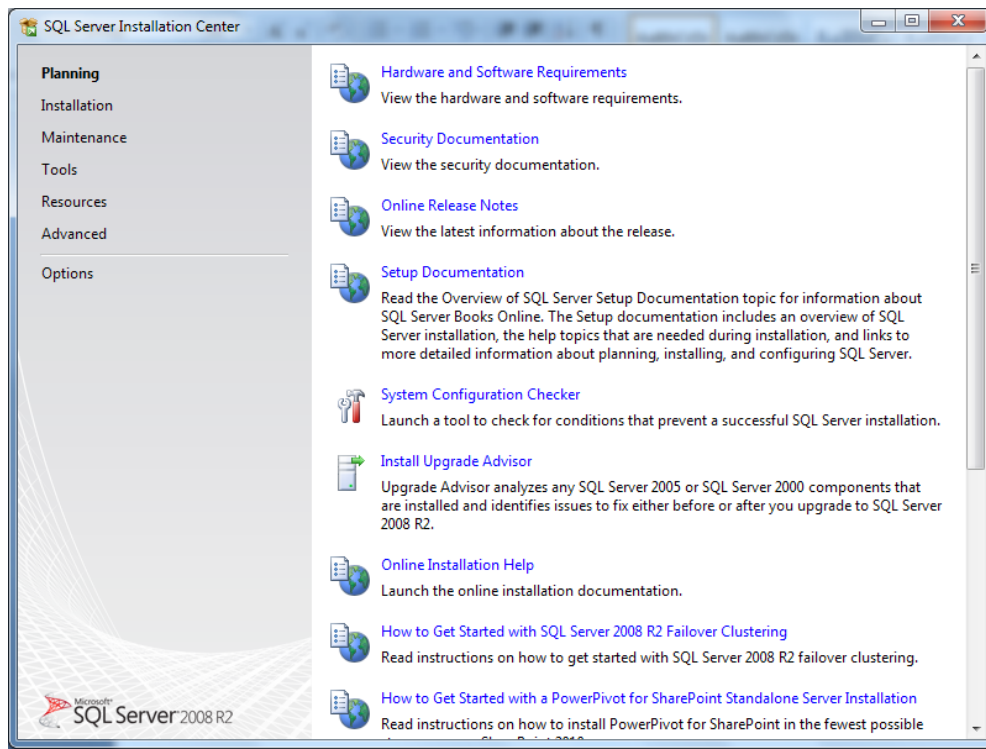 SQL Server Installation Center
Planning
Installation
Maintenance
Tools
Resources
Advanced
Options
Microsoft
SQL Server 2008 R2
Hardware and Software Requirements
View the hardware and software requirements.
Security Documentation
View the security documentation.
Online Release Notes
View the latest information about the release.
Setup Documentation
Read the Overview of SQL Server Setup Documentation topic for information about
SQL Server Books Online. The Setup documentation includes an overview of SQL
Server installation, the help topics that are needed during installation, and links to
more detailed information about planning, installing, and configuring SQL Server.
System Configuration Checker
Launch a tool to check for conditions that prevent a successful SQL Server installation.
Install Upgrade Advisor
Upgrade Advisor analyzes any SQL Server 2005 or SQL Server 2000 components that
are installed and identifies issues to fix either before or after you upgrade to SQL Server
2008 R2.
Online Installation Help
Launch the online installation documentation.
How to Get Started with SQL Server 2008 R2 Failover Clustering
Read instructions on how to get started with SQL Server 2008 R2 failover clustering.
How to Get Started with a PowerPivot for SharePoint Standalone Server Installation
Read instructions on how to install PowerPivot for SharePoint in the fewest possible